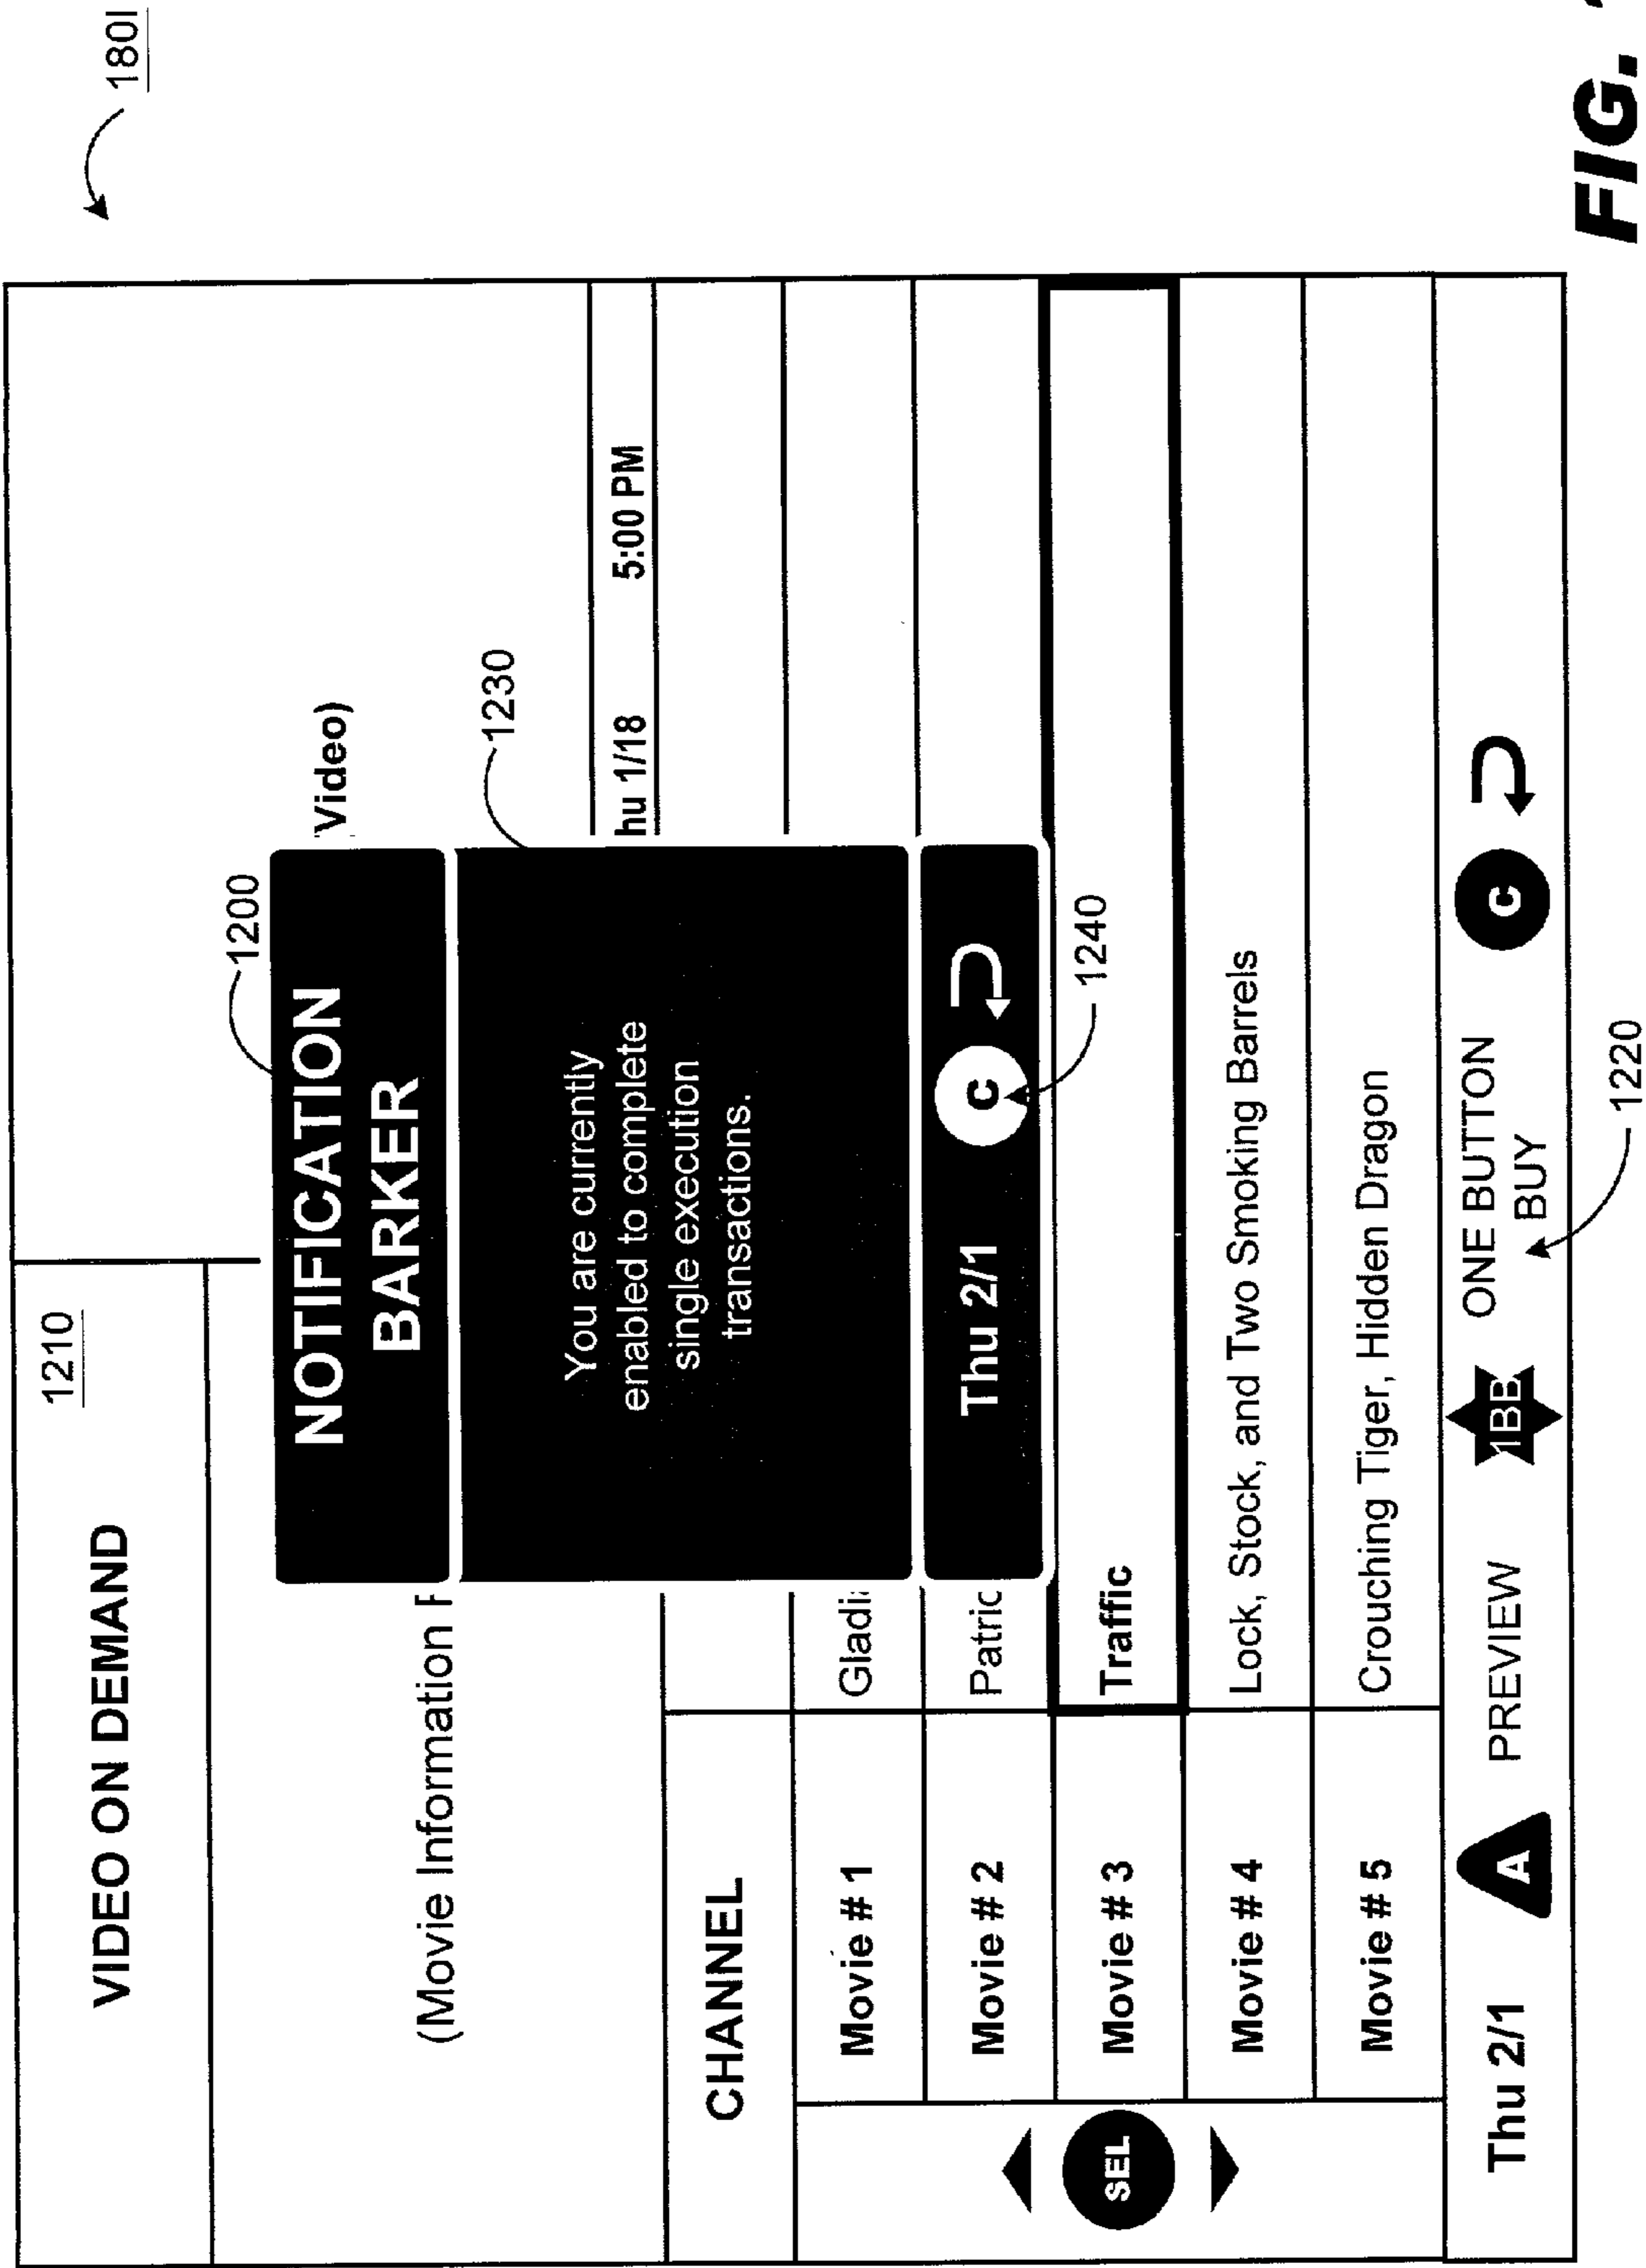 180I
VIDEO ON DEMAND
1210
1200
NOTIFICATION
BARKER
(Movie Information F
Video)
1230
You are currently
enabled to complete
single execution
transactions.
CHANNEL
hu 1/18 5:00 PM
Movie # 1 Gladi
Movie # 2 Patric
Thu 2/1 C
1240
SEL
Movie # 3 Traffic
Movie # 4 Lock, Stock, and Two Smoking Barrels
Movie # 5 Crouching Tiger, Hidden Dragon
Thu 2/1 A PREVIEW 1BB ONE BUTTON
BUY C
1220
FIG.